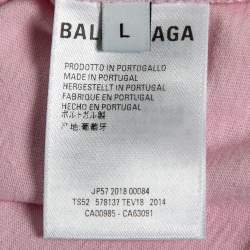 BAL AGA
L
PRODOTTO IN PORTOGALLO
MADE IN PORTUGAL
HERGESTELLT IN PORTUGAL
FABRIQUÉ EN PORTUGAL
HECHO EN PORTUGAL
ポルトガル製
产地:葡萄牙
JP57 2018 00084
TS52 578137 TEV18 2014
CA00985 - CA63091